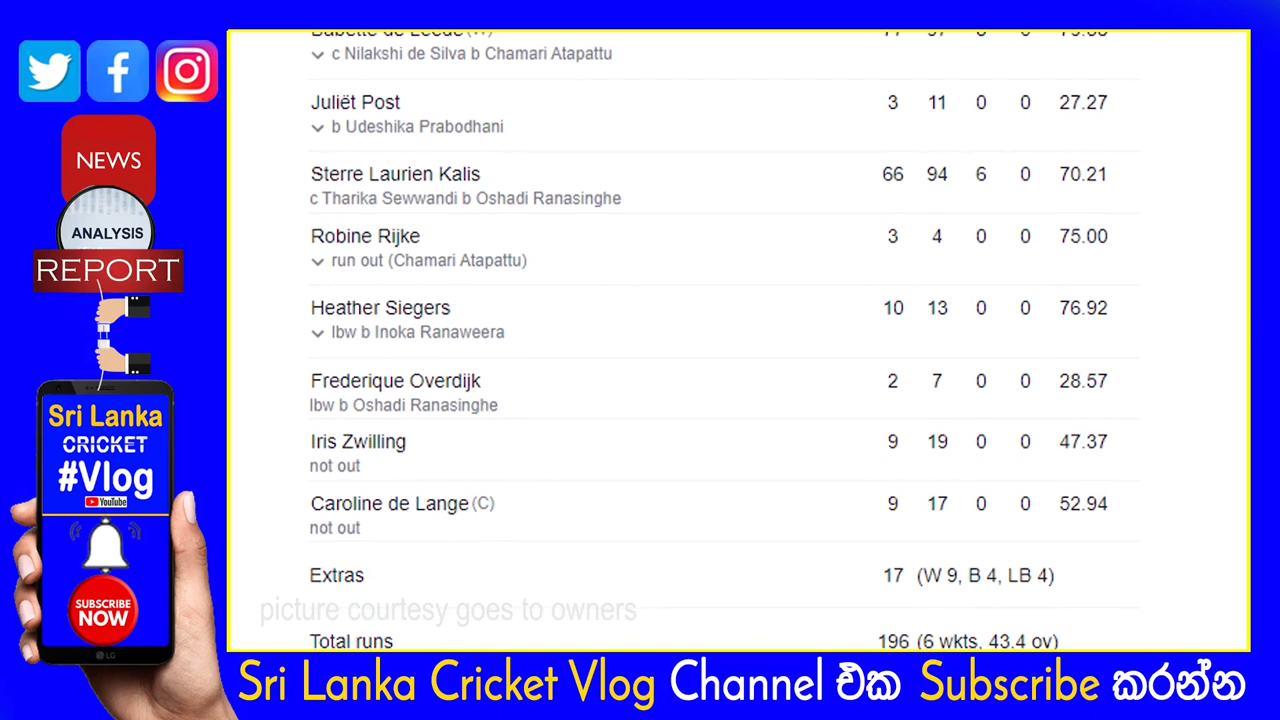 NEWS
ANALYSIS
REPORT
Sri Lanka
CRICKET
#Vlog
YouTube
SUBSCRIBE
NOW
LG
Babette de Leede (W)
c Nilakshi de Silva b Chamari Atapattu
Juliët Post 3 11 0 0 27.27
b Udeshika Prabodhani
Sterre Laurien Kalis 66 94 6 0 70.21
c Tharika Sewwandi b Oshadi Ranasinghe
Robine Rijke 3 4 0 0 75.00
run out (Chamari Atapattu)
Heather Siegers 10 13 0 0 76.92
lbw b Inoka Ranaweera
Frederique Overdijk 2 7 0 0 28.57
lbw b Oshadi Ranasinghe
Iris Zwilling 9 19 0 0 47.37
not out
Caroline de Lange (C) 9 17 0 0 52.94
not out
Extras 17 (W 9, B 4, LB 4)
picture courtesy goes to owners
Total runs 196 (6 wkts, 43.4 ov)
Sri Lanka Cricket Vlog Channel එක Subscribe කරන්න